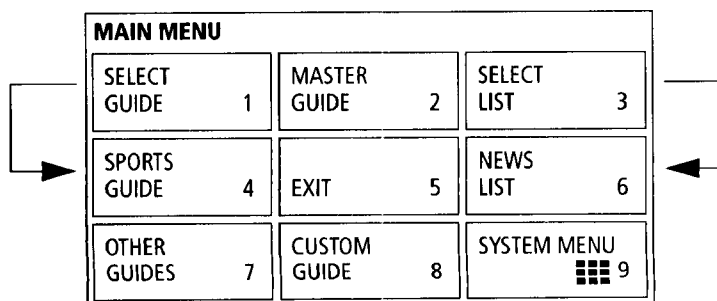 MAIN MENU
SELECT
GUIDE 1
MASTER
GUIDE 2
SELECT
LIST 3
SPORTS
GUIDE 4
EXIT 5
NEWS
LIST 6
OTHER
GUIDES 7
CUSTOM
GUIDE 8
SYSTEM MENU
9